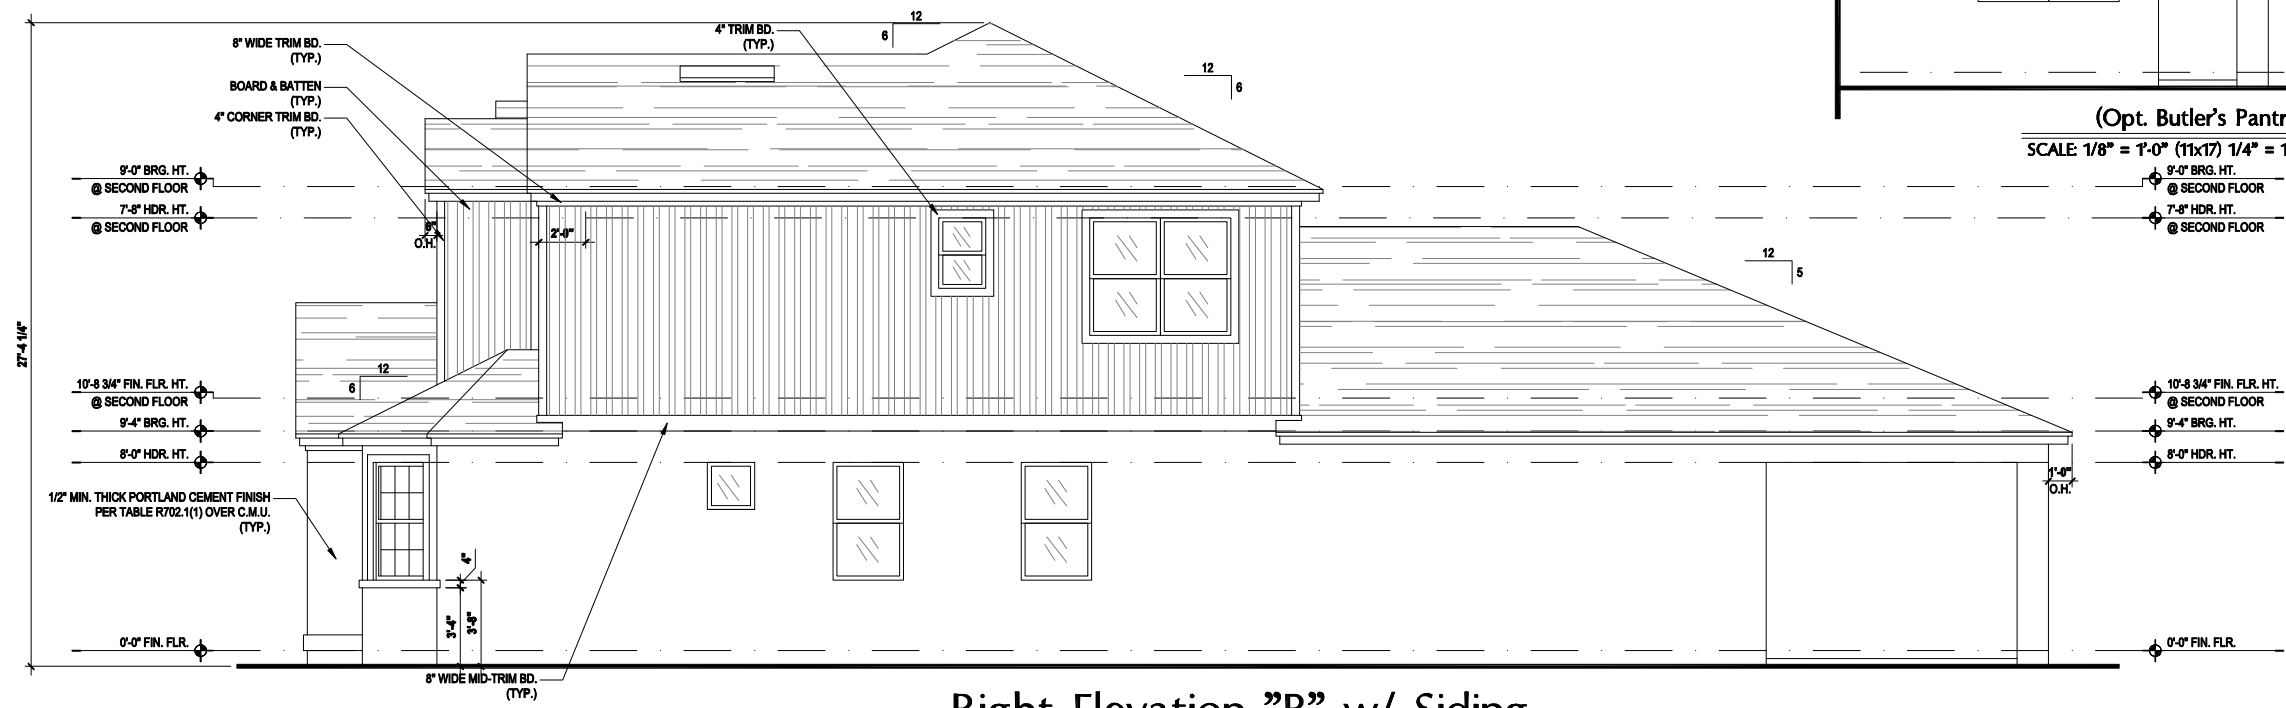 12
6
4" TRIM BD.
(TYP.)
8" WIDE TRIM BD.
(TYP.)
12
6
BOARD & BATTEN
(TYP.)
4" CORNER TRIM BD.
(TYP.)
(Opt. Butler's Pantr
SCALE: 1/8" = 1'-0" (11x17) 1/4" = 1
9'-0" BRG. HT.
@ SECOND FLOOR
7'-8" HDR. HT.
@ SECOND FLOOR
9'-0" BRG. HT.
@ SECOND FLOOR
7'-8" HDR. HT.
@ SECOND FLOOR
O.H.
2'-0"
12
5
27'-4 1/4"
12
6
10'-8 3/4" FIN. FLR. HT.
@ SECOND FLOOR
9'-4" BRG. HT.
8'-0" HDR. HT.
10'-8 3/4" FIN. FLR. HT.
@ SECOND FLOOR
9'-4" BRG. HT.
8'-0" HDR. HT.
1'-0"
O.H.
1/2" MIN. THICK PORTLAND CEMENT FINISH
PER TABLE R702.1(1) OVER C.M.U.
(TYP.)
4"
3'-4"
3'-8"
0'-0" FIN. FLR.
0'-0" FIN. FLR.
8" WIDE MID-TRIM BD.
(TYP.)
Right Elevation "B" w/ Siding